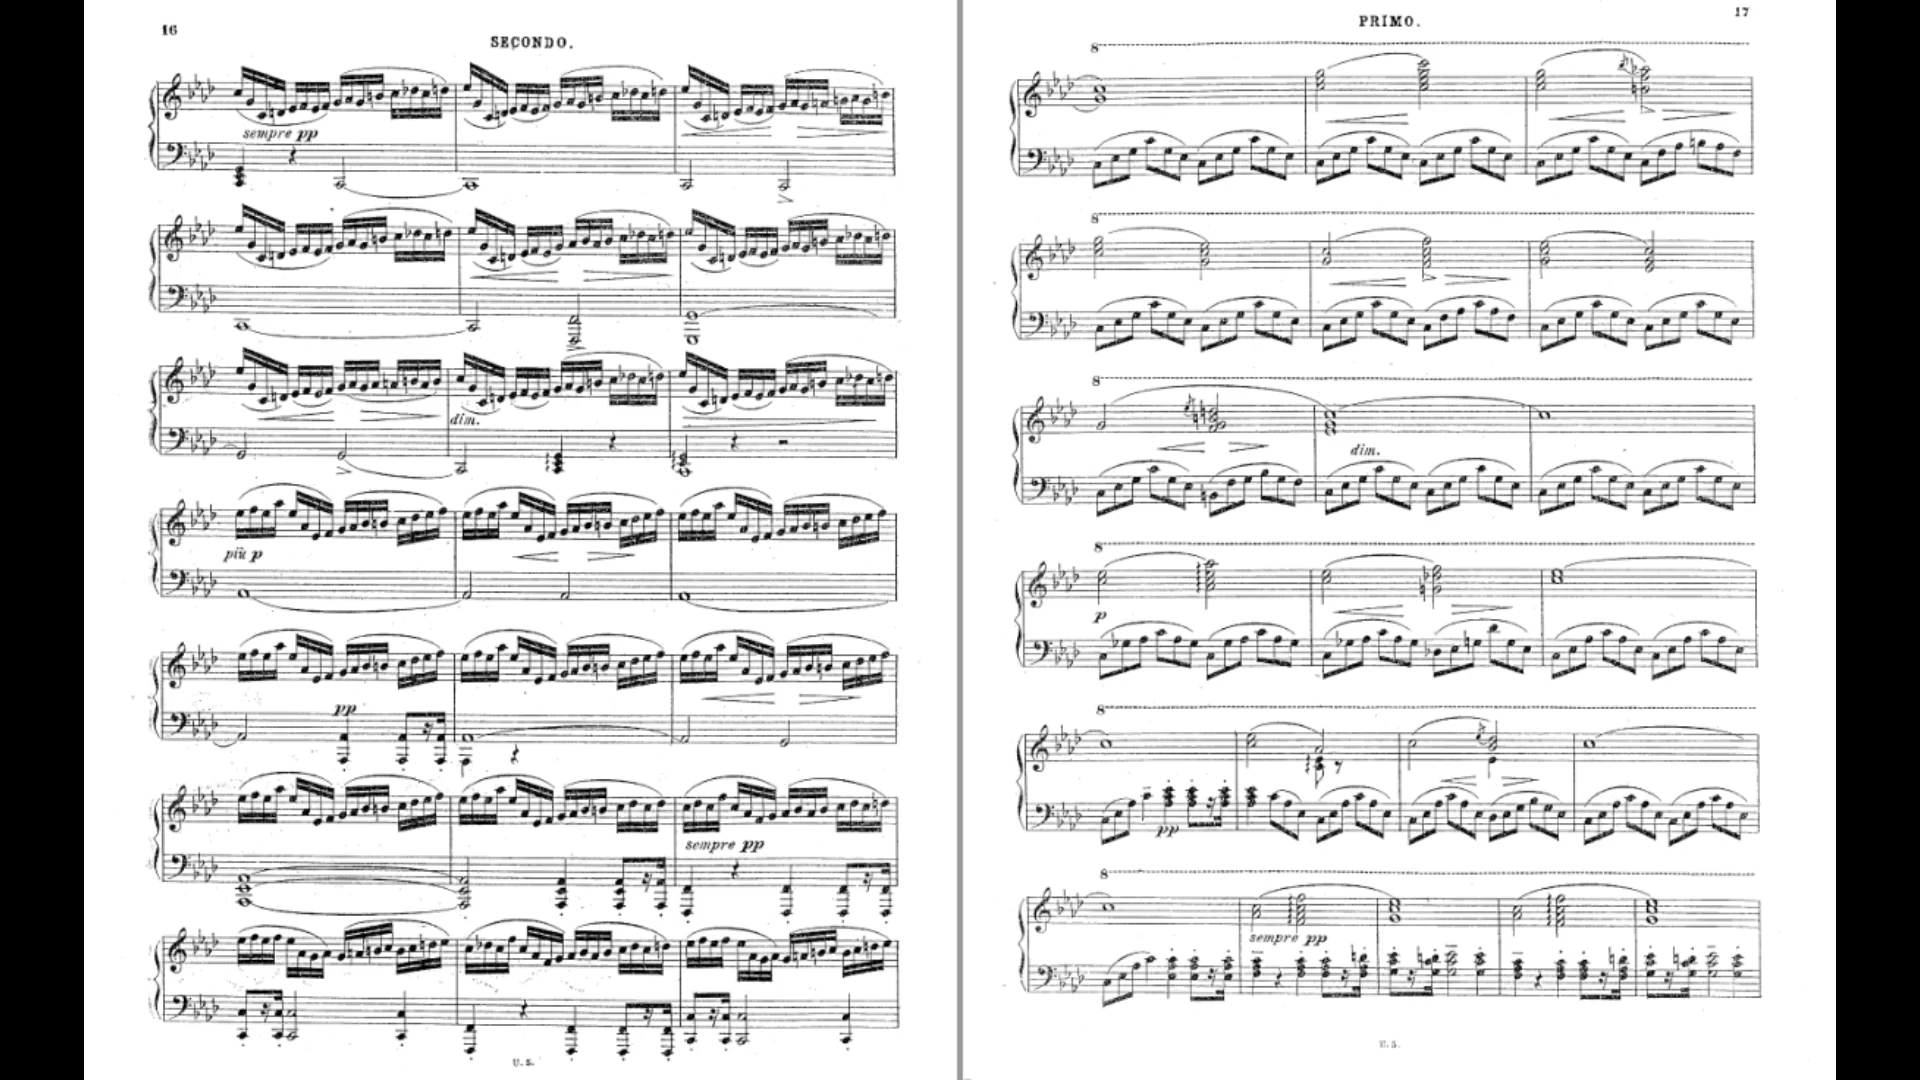 16
SECONDO.
sempre pp
dim.
più p
pp
sempre pp
U. S.
17
PRIMO.
8
8
8
dim.
8
p
8
pp
8
sempre pp
U. S.